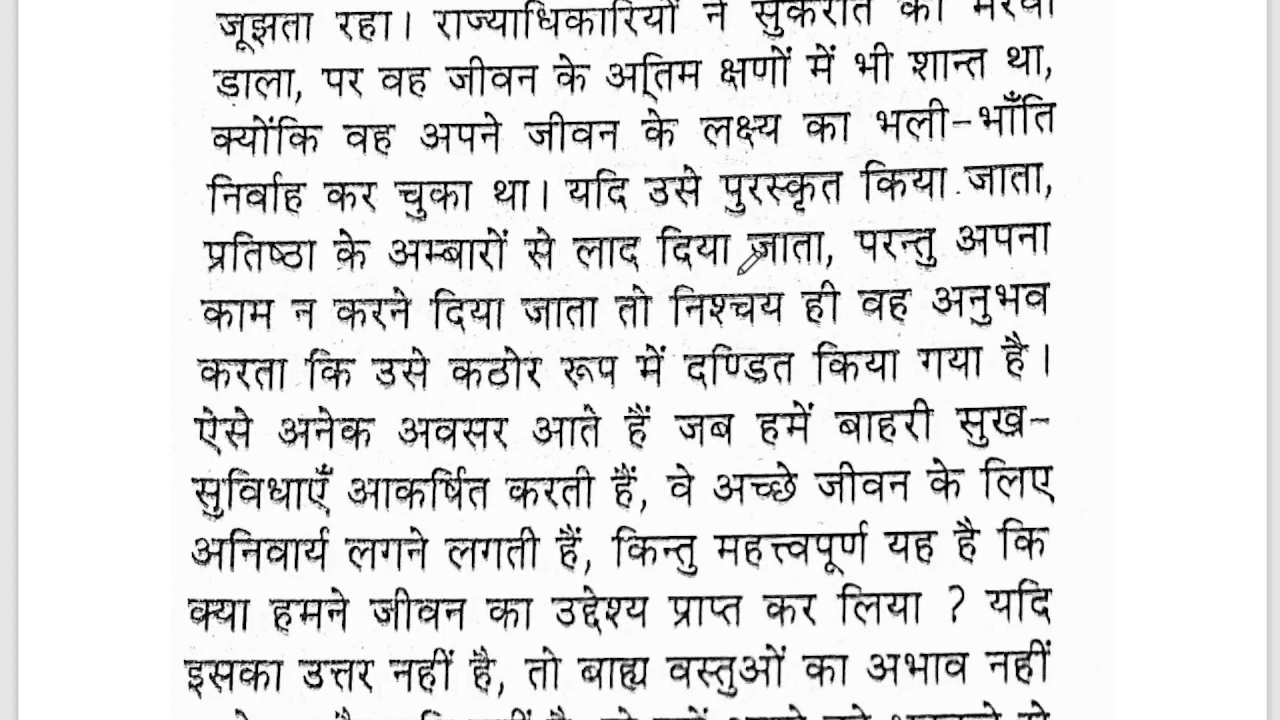 जूझता रहा। राज्याधिकारियों ने सुकरात को मरवा
डाला, पर वह जीवन के अंतिम क्षणों में भी शान्त था,
क्योंकि वह अपने जीवन के लक्ष्य का भली-भाँति
निर्वाह कर चुका था। यदि उसे पुरस्कृत किया जाता,
प्रतिष्ठा के अम्बारों से लाद दिया जाता, परन्तु अपना
काम न करने दिया जाता तो निश्चय ही वह अनुभव
करता कि उसे कठोर रूप में दण्डित किया गया है।
ऐसे अनेक अवसर आते हैं जब हमें बाहरी सुख-
सुविधाएँ आकर्षित करती हैं, वे अच्छे जीवन के लिए
अनिवार्य लगने लगती हैं, किन्तु महत्त्वपूर्ण यह है कि
क्या हमने जीवन का उद्देश्य प्राप्त कर लिया ? यदि
इसका उत्तर नहीं है, तो बाह्य वस्तुओं का अभाव नहीं